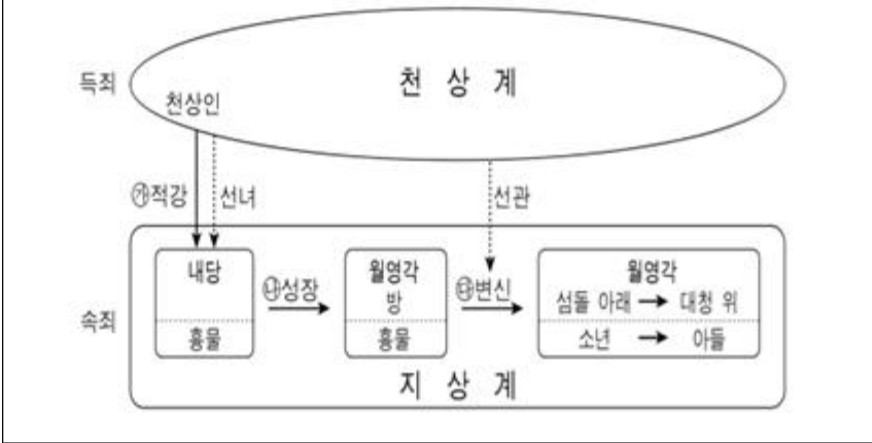 천 상 계
득죄
천상인
㉮적강
선녀
선관
내당
흉물
㉯성장
월영각
방
흉물
㉰변신
월영각
섬돌 아래 → 대청 위
소년 → 아들
속죄
지 상 계